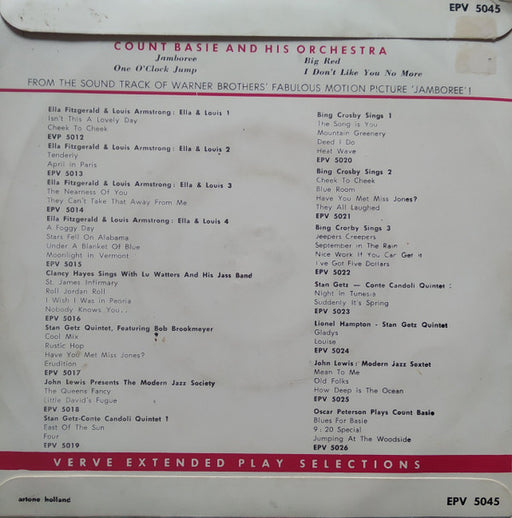 EPV 5045
COUNT BASIE AND HIS ORCHESTRA
Jamboree
Big Red
One O'Clock Jump
I Don't Like You No More
FROM THE SOUND TRACK OF WARNER BROTHERS' FABULOUS MOTION PICTURE 'JAMBOREE'!
Ella Fitzgerald & Louis Armstrong: Ella & Louis 1
Isn't This A Lovely Day
Cheek To Cheek
EVP 5012
Ella Fitzgerald & Louis Armstrong: Ella & Louis 2
Tenderly
April in Paris
EPV 5013
Ella Fitzgerald & Louis Armstrong: Ella & Louis 3
The Nearness Of You
They Can't Take That Away From Me
EPV 5014
Ella Fitzgerald & Louis Armstrong: Ella & Louis 4
A Foggy Day
Stars Fell On Alabama
Under A Blanket Of Blue
Moonlight in Vermont
EPV 5015
Clancy Hayes Sings With Lu Watters And His Jass Band
St. James Infirmary
Roll Jordan Roll
I Wish I Was in Peoria
Nobody Knows You..
EPV 5016
Stan Getz Quintet, Featuring Bob Brookmeyer
Cool Mix
Rustic Hop
Have You Met Miss Jones?
Erudition
EPV 5017
John Lewis Presents The Modern Jazz Society
The Queens Fancy
Little David's Fugue
EPV 5018
Stan Getz-Conte Candoli Quintet 1
East Of The Sun
Four
EPV 5019
Bing Crosby Sings 1
The Song is You
Mountain Greenery
Deed I Do
Heat Wave
EPV 5020
Bing Crosby Sings 2
Cheek To Cheek
Blue Room
Have You Met Miss Jones?
They All Laughed
EPV 5021
Bing Crosby Sings 3
Jeepers Creepers
September in The Rain
Nice Work If You Can Get it
I've Got Five Dollars
EPV 5022
Stan Getz — Conte Candoli Quintet :
Night in Tunesia
Suddenly It's Spring
EPV 5023
Lionel Hampton - Stan Getz Quintet
Gladys
Louise
EPV 5024
John Lewis: Modern Jazz Sextet
Mean To Me
Old Folks
How Deep is The Ocean
EPV 5025
Oscar Peterson Plays Count Basie
Blues For Basie
9 : 20 Special
Jumping At The Woodside
EPV 5026
VERVE EXTENDED PLAY SELECTIONS
artone holland
EPV 5045